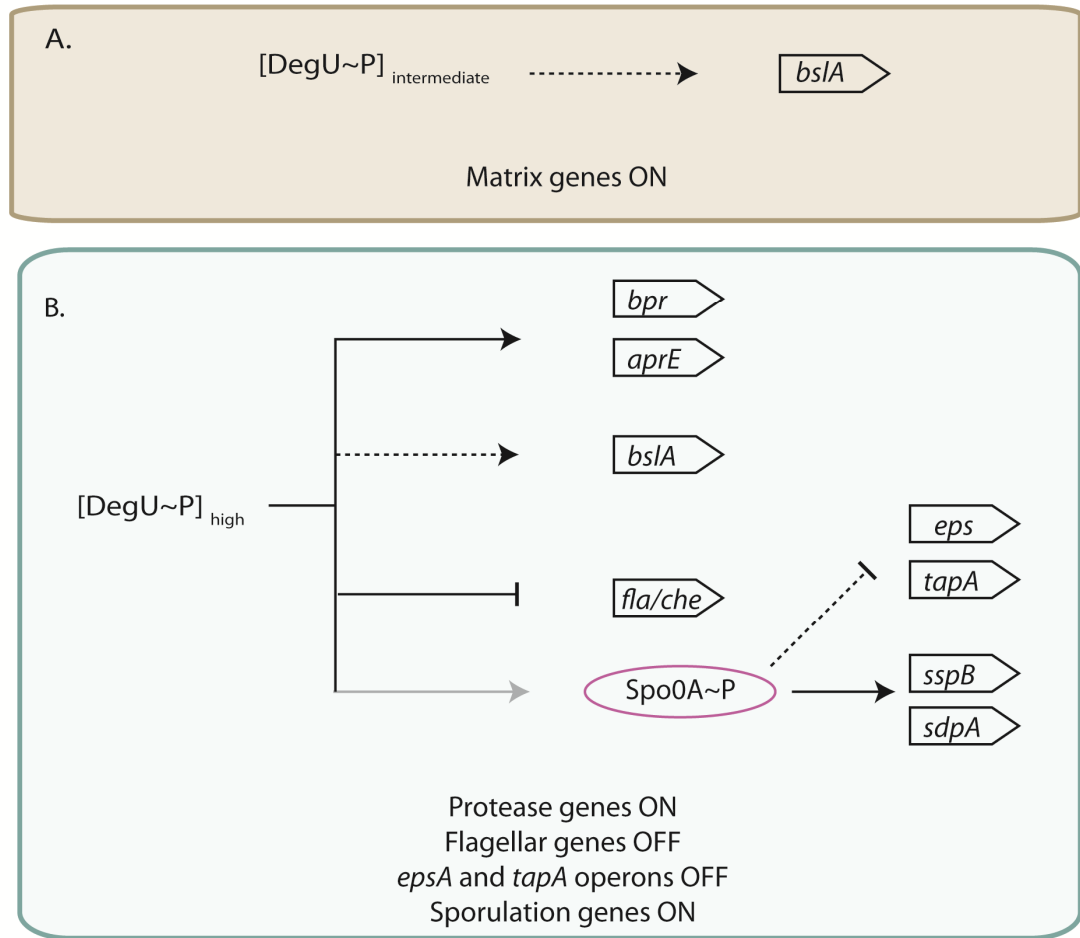 A.
[DegU~P] intermediate
bslA
Matrix genes ON
B.
bpr
aprE
bslA
[DegU~P] high
eps
tapA
fla/che
sspB
Spo0A~P
sdpA
Protease genes ON
Flagellar genes OFF
epsA and tapA operons OFF
Sporulation genes ON